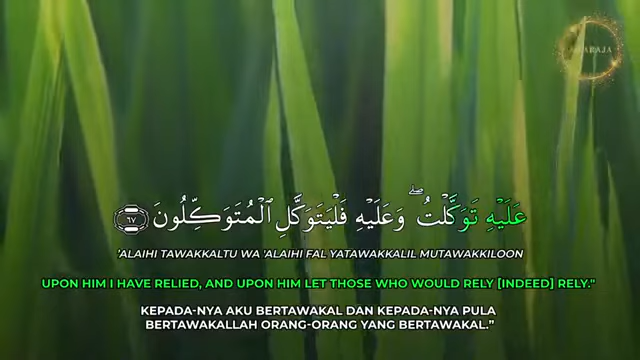 عَلَيْهِ تَوَكَّلْتُ ۖ وَعَلَيْهِ فَلْيَتَوَكَّلِ ٱلْمُتَوَكِّلُونَ ٦٧
'ALAIHI TAWAKKALTU WA 'ALAIHI FAL YATAWAKKALIL MUTAWAKKILOON
UPON HIM I HAVE RELIED, AND UPON HIM LET THOSE WHO WOULD RELY [INDEED] RELY."
KEPADA-NYA AKU BERTAWAKAL DAN KEPADA-NYA PULA
BERTAWAKALLAH ORANG-ORANG YANG BERTAWAKAL.”